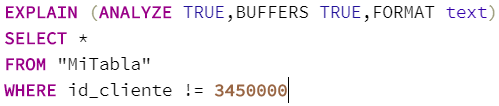 EXPLAIN (ANALYZE TRUE,BUFFERS TRUE,FORMAT text)
SELECT *
FROM "MiTabla"
WHERE id_cliente != 3450000